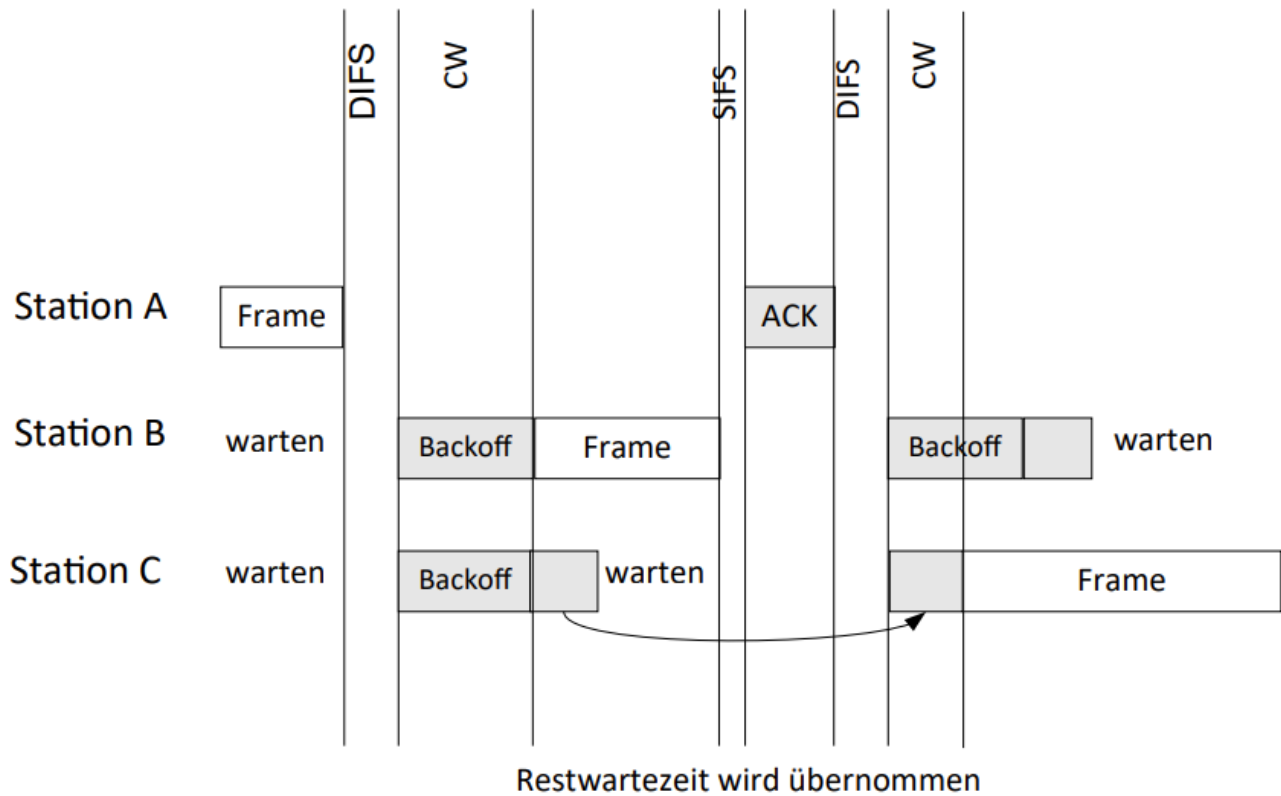 DIFS
CW
SIFS
DIFS
CW
Station A
Frame
ACK
Station B
warten
Backoff
Frame
Backoff
warten
Station C
warten
Backoff
warten
Frame
Restwartezeit wird übernommen